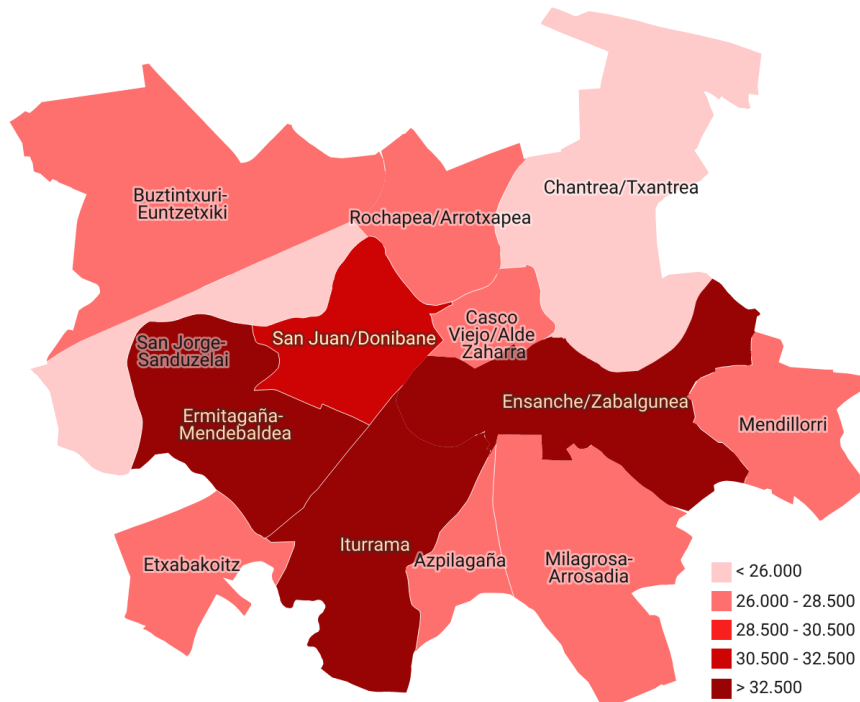 Chantrea/Txantrea
Buztintxuri-
Euntzetxiki
Rochapea/Arrotxapea
Casco
Viejo/Alde
Zaharra
San Juan/Donibane
San Jorge-
Sanduzelai
Ensanche/Zabalgunea
Ermitagaña-
Mendebaldea
Mendillorri
Iturrama
Etxabakoitz
Azpilagaña
Milagrosa-
Arrosadia
< 26.000
26.000 - 28.500
28.500 - 30.500
30.500 - 32.500
> 32.500